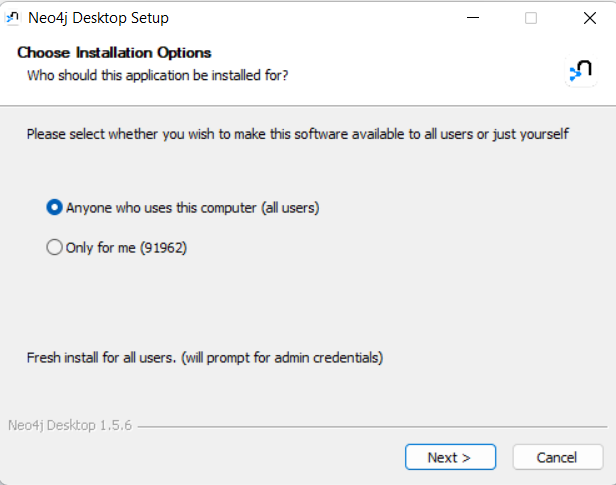 Neo4j Desktop Setup
Choose Installation Options
Who should this application be installed for?
Please select whether you wish to make this software available to all users or just yourself
Anyone who uses this computer (all users)
Only for me (91962)
Fresh install for all users. (will prompt for admin credentials)
Neo4j Desktop 1.5.6
Next > Cancel